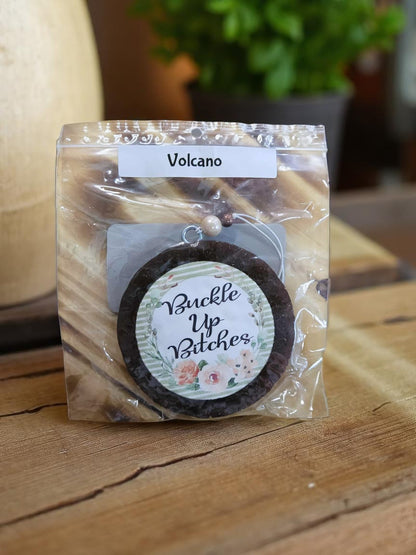 Volcano
Buckle
Up
Bitches